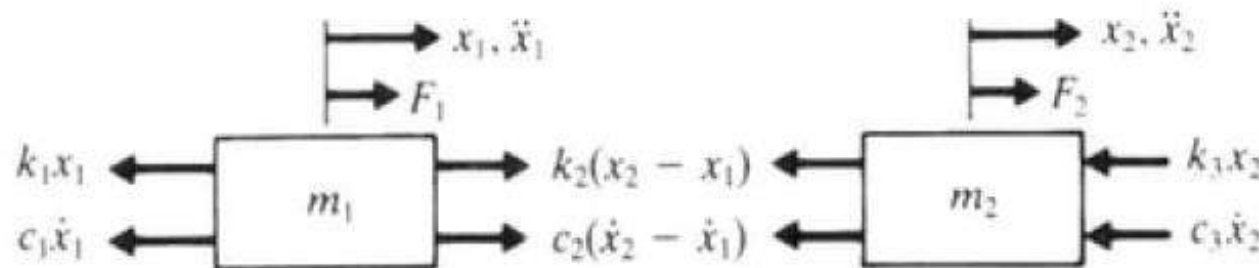 x₁, ẍ₁ x₂, ẍ₂
F₁ F₂
k₁x₁ k₂(x₂ − x₁) k₃x₂
m₁ m₂
c₁ẋ₁ c₂(ẋ₂ − ẋ₁) c₃ẋ₂